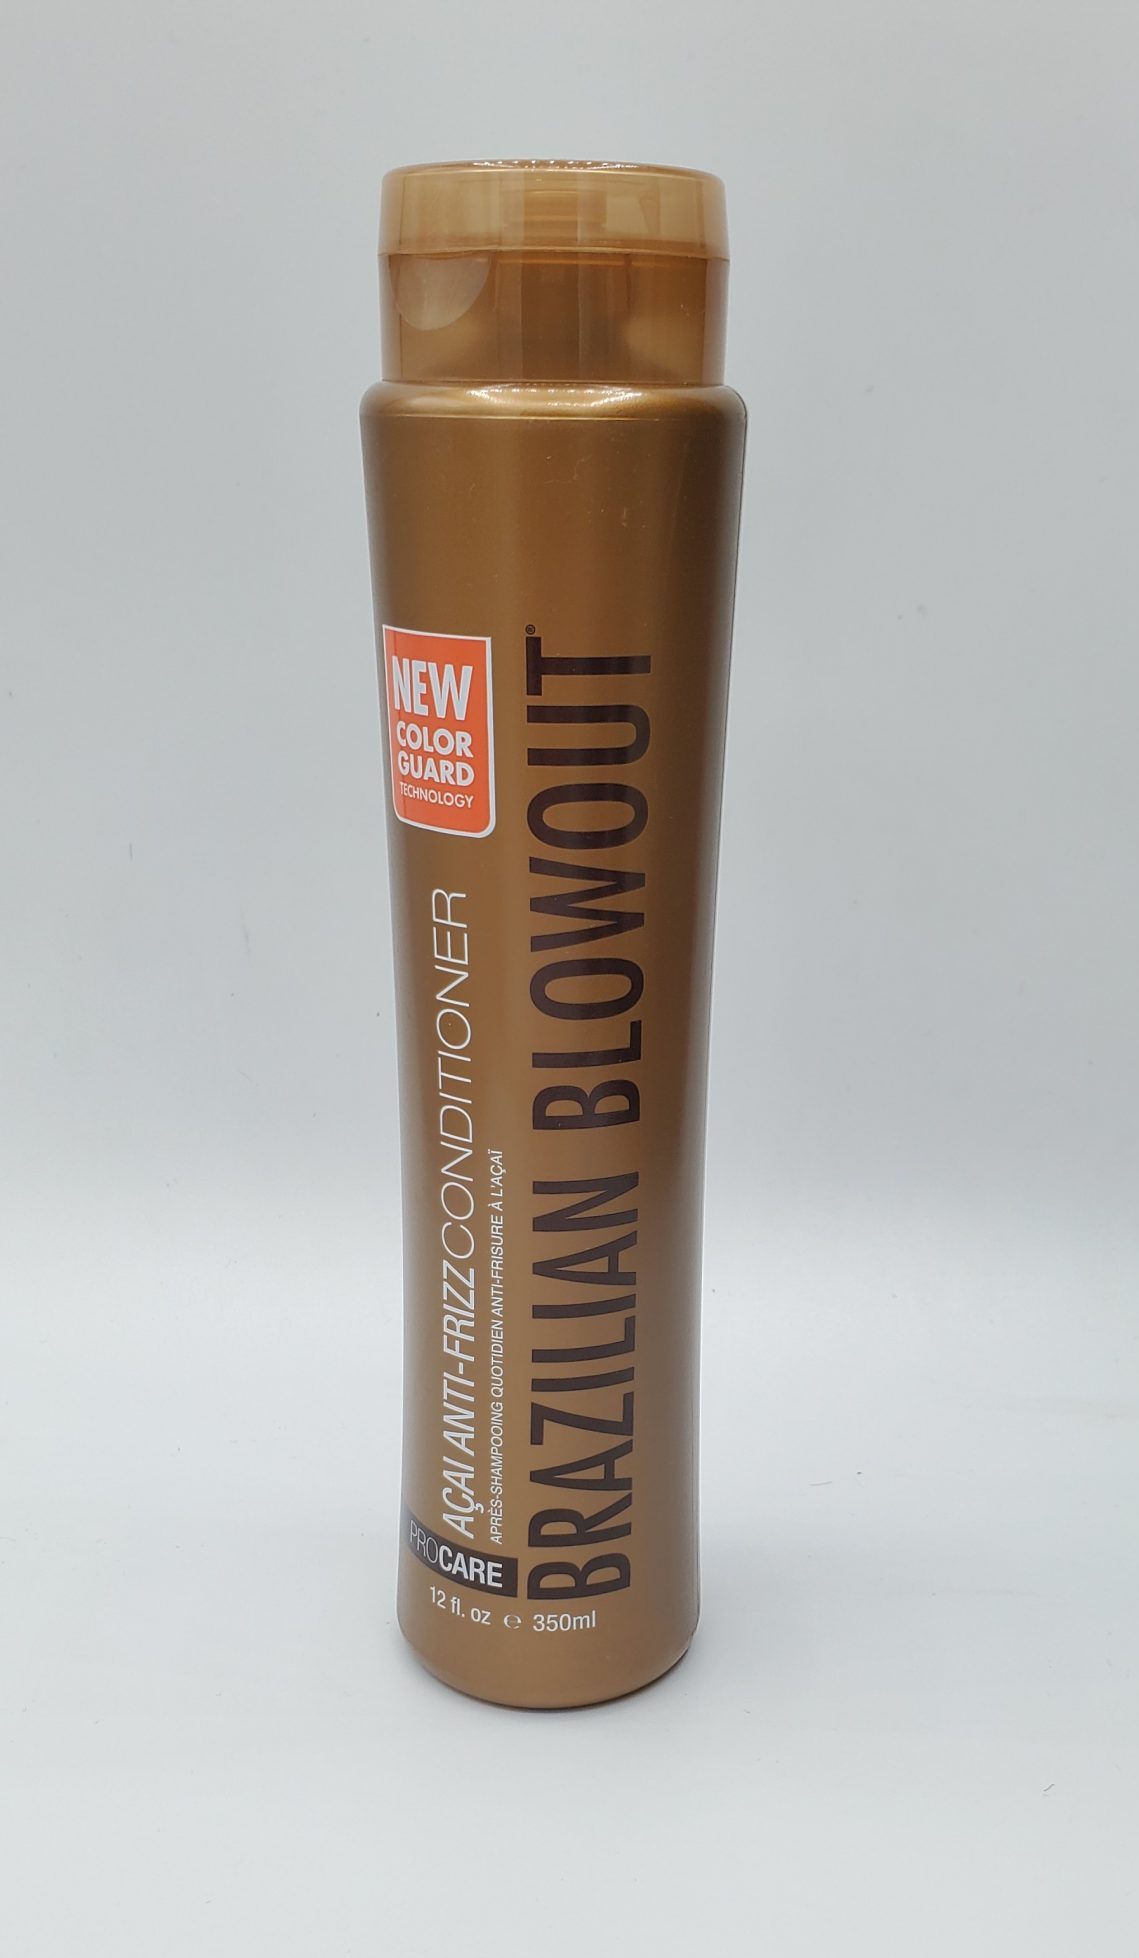 NEW
COLOR
GUARD
TECHNOLOGY
BRAZILIAN BLOWOUT®
AÇAI ANTI-FRIZZ CONDITIONER
APRÈS-SHAMPOOING QUOTIDIEN ANTI-FRISURE À L'AÇAÏ
PROCARE
12 fl. oz ℮ 350ml